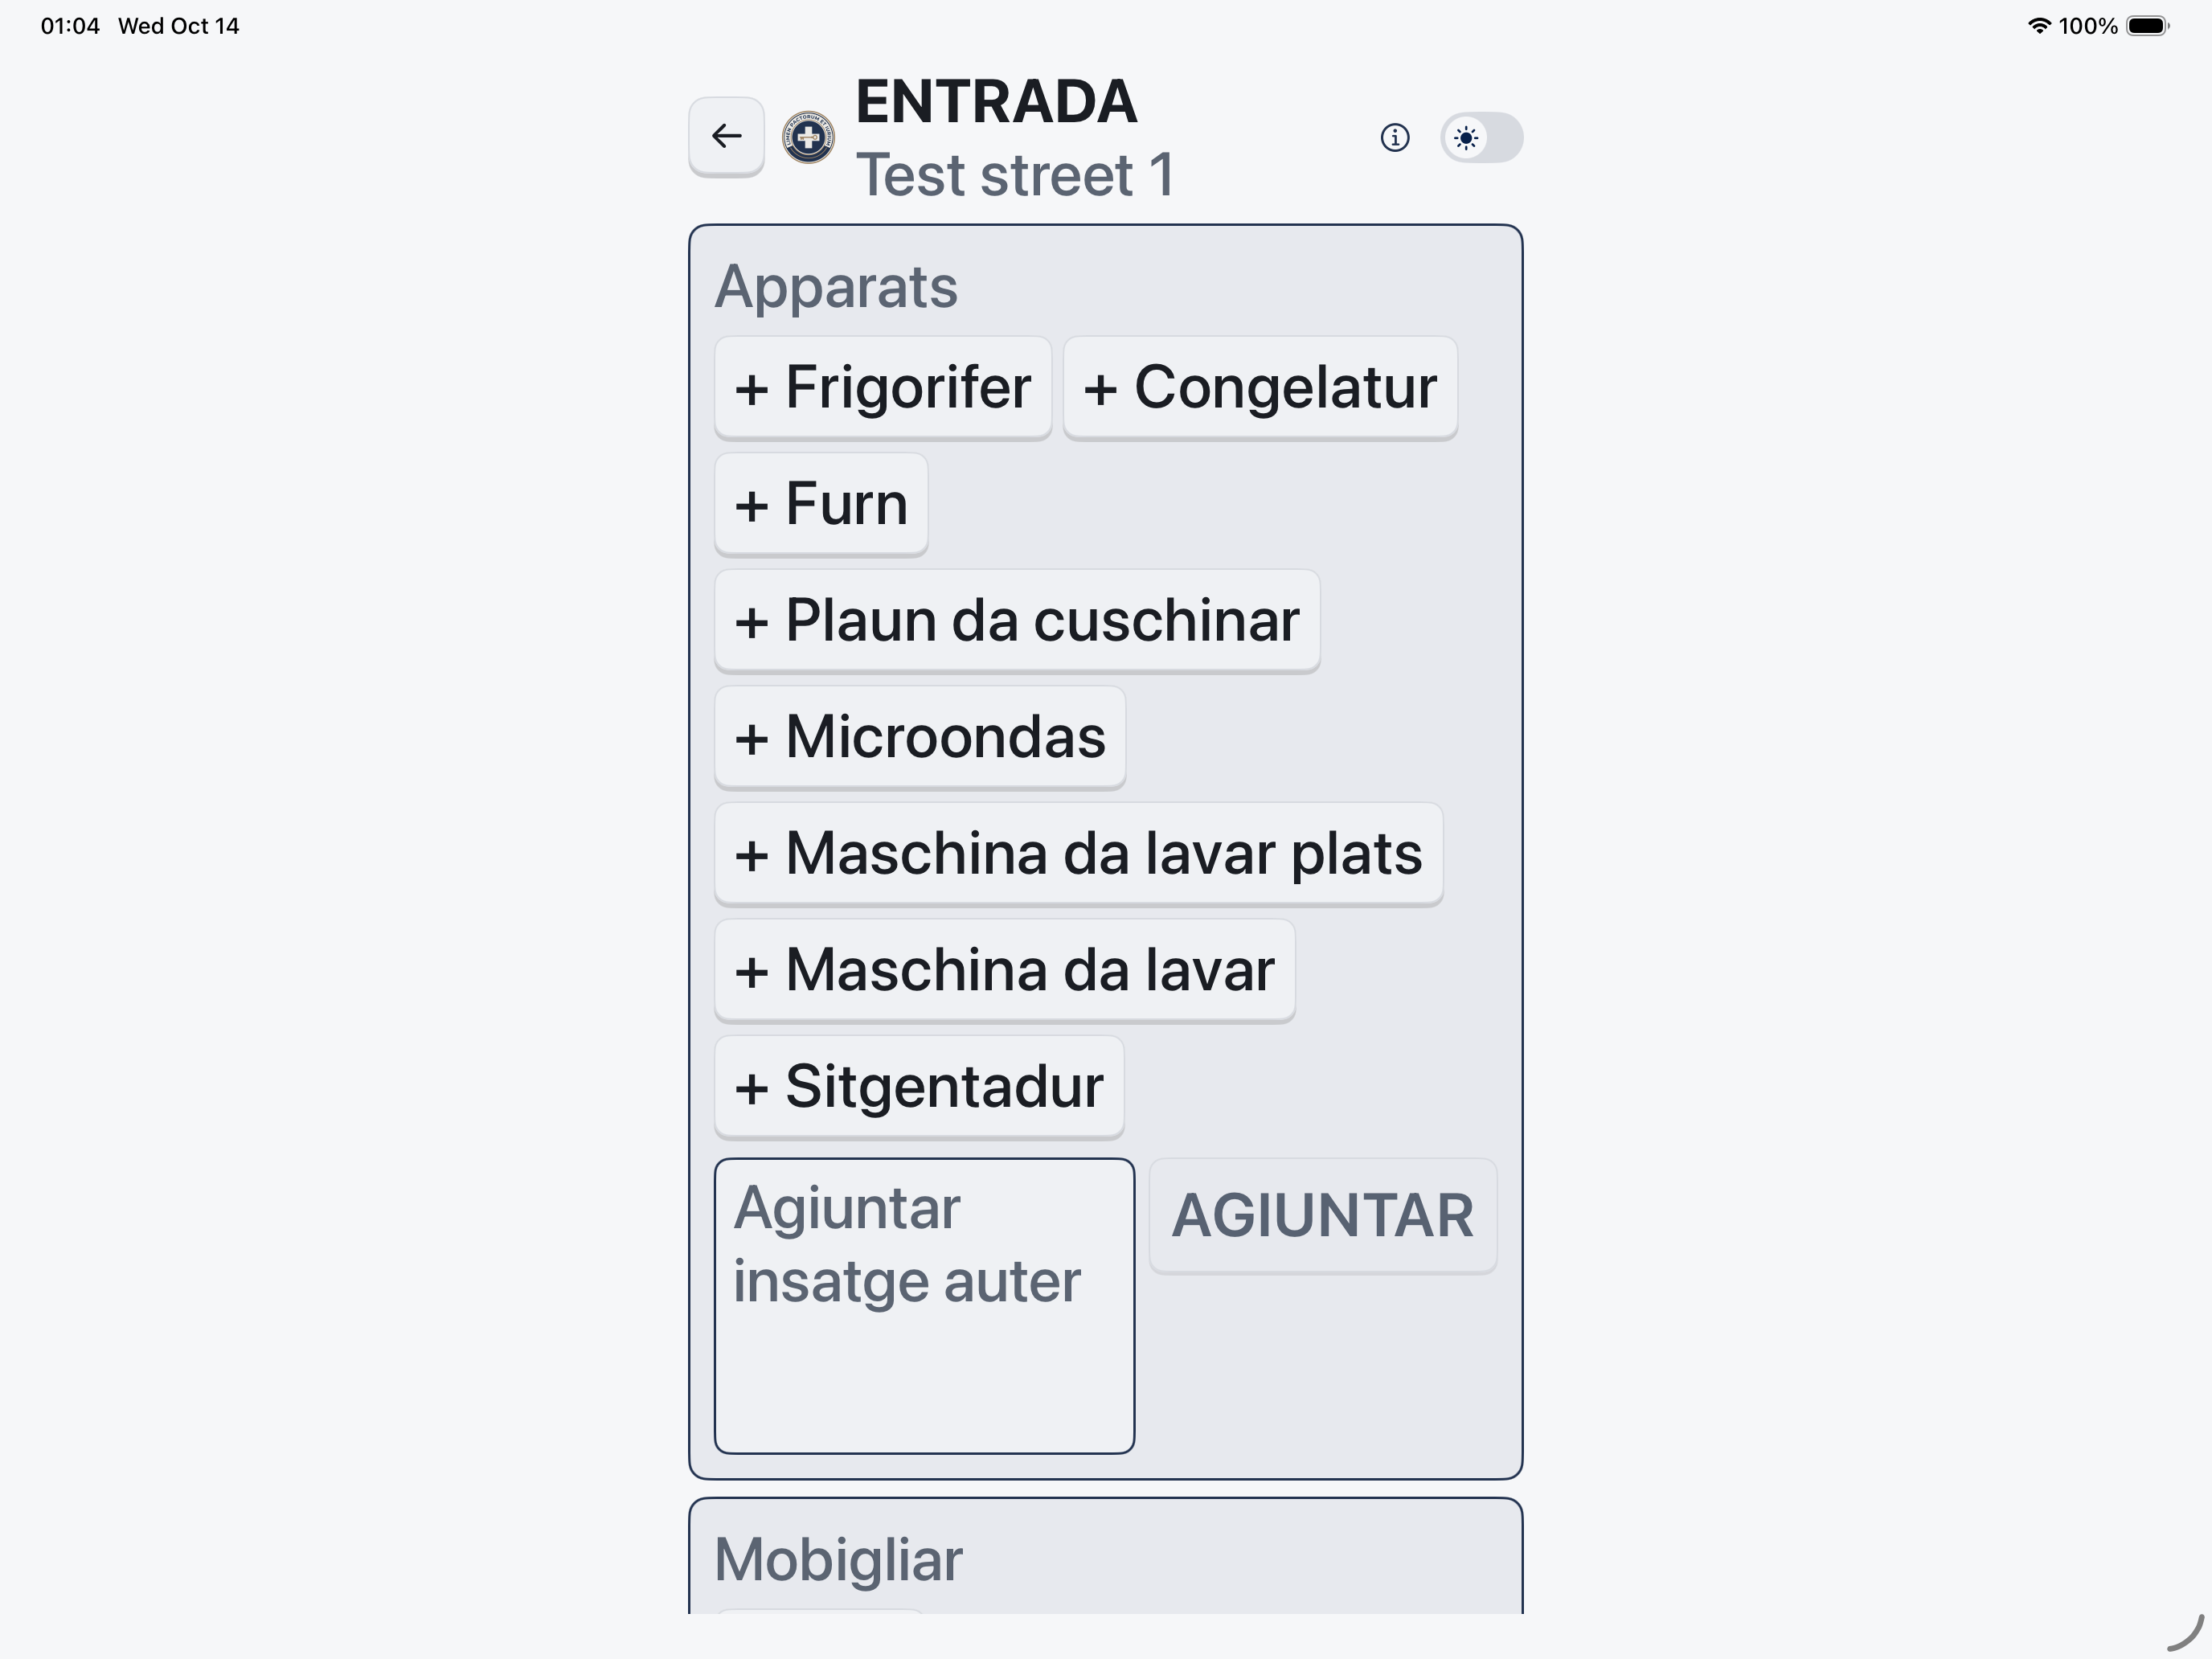 01:04 Wed Oct 14
100%
ENTRADA
Test street 1
Apparats
+ Frigorifer
+ Congelatur
+ Furn
+ Plaun da cuschinar
+ Microondas
+ Maschina da lavar plats
+ Maschina da lavar
+ Sitgentadur
Agiuntar
insatge auter
AGIUNTAR
Mobigliar